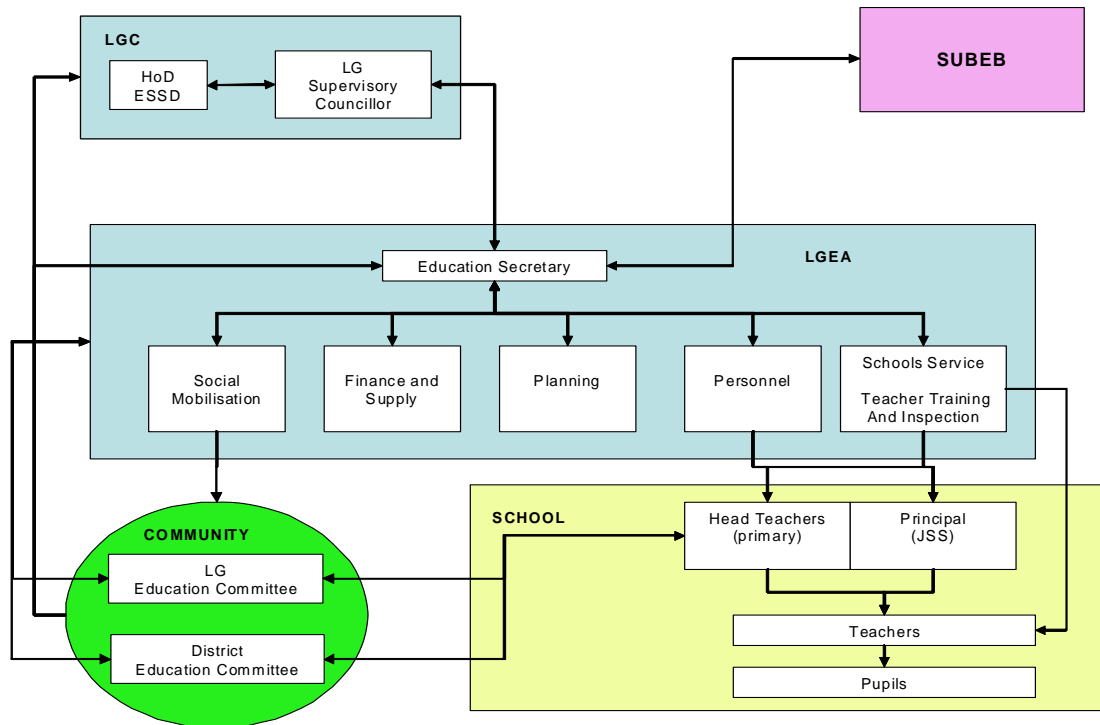 LGC
HoD
ESSD
LG
Supervisory
Councillor
SUBEB
Education Secretary
LGEA
Social
Mobilisation
Finance and
Supply
Planning
Personnel
Schools Service
Teacher Training
And Inspection
COMMUNITY
LG
Education Committee
District
Education Committee
SCHOOL
Head Teachers
(primary)
Principal
(JSS)
Teachers
Pupils